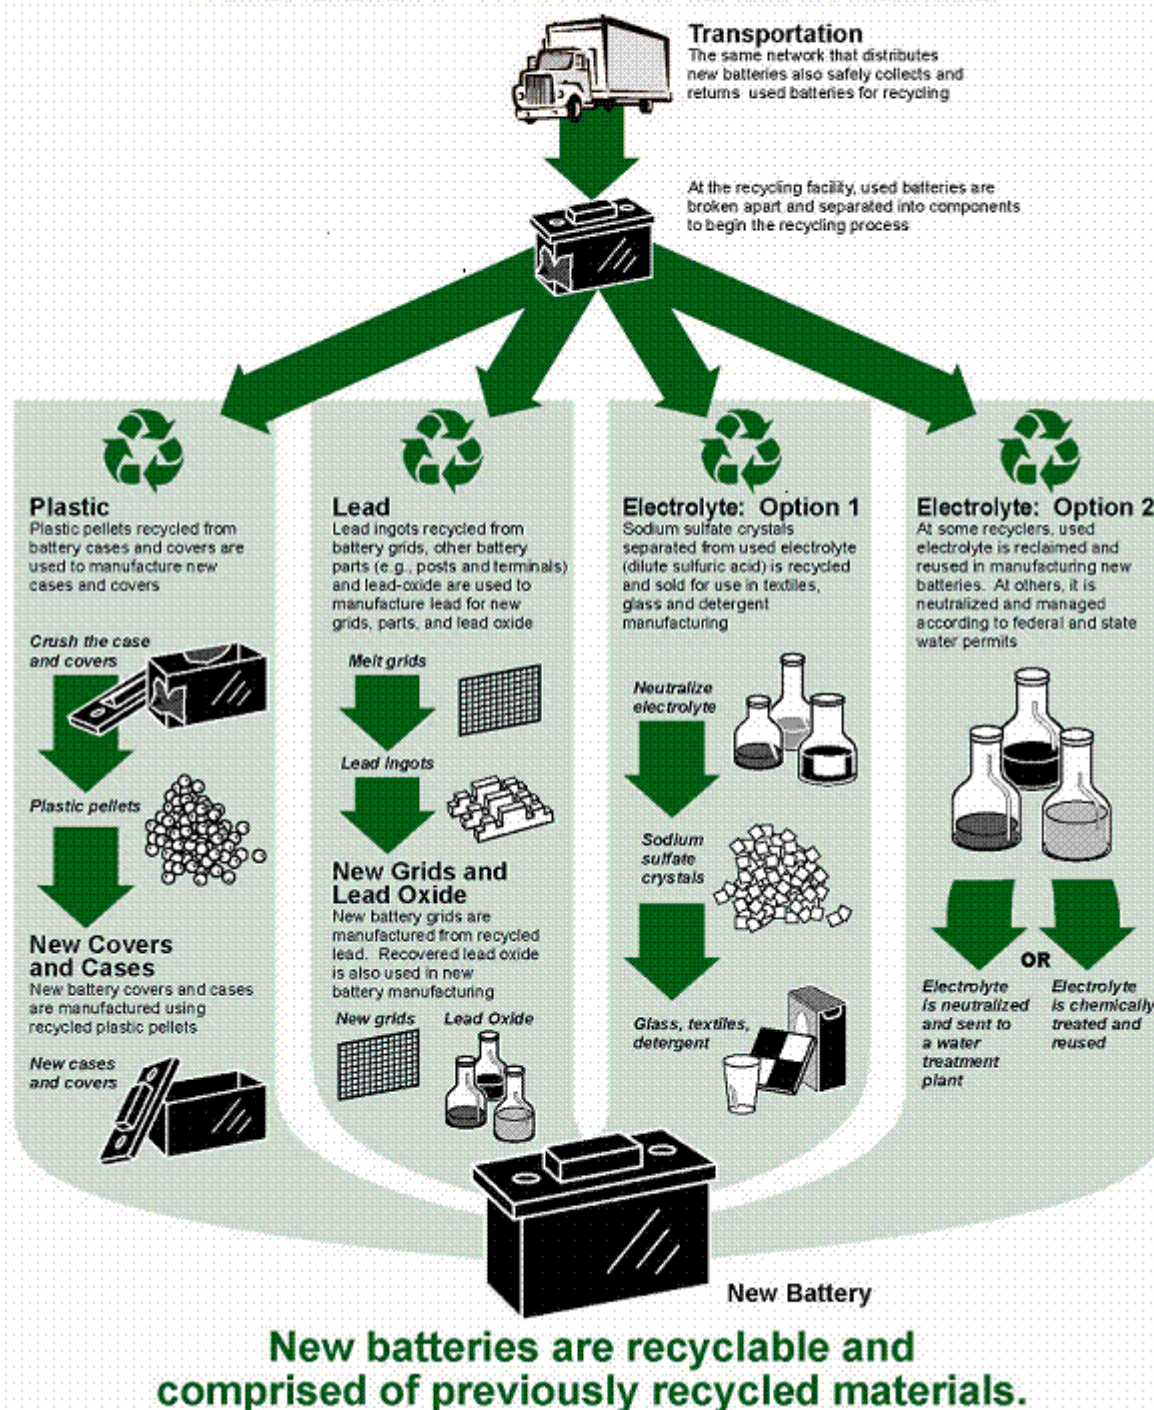 Transportation
The same network that distributes
new batteries also safely collects and
returns used batteries for recycling
At the recycling facility, used batteries are
broken apart and separated into components
to begin the recycling process
Plastic
Plastic pellets recycled from
battery cases and covers are
used to manufacture new
cases and covers
Crush the case
and covers
Plastic pellets
New Covers
and Cases
New battery covers and cases
are manufactured using
recycled plastic pellets
New cases
and covers
Lead
Lead ingots recycled from
battery grids, other battery
parts (e.g., posts and terminals)
and lead-oxide are used to
manufacture lead for new
grids, parts, and lead oxide
Melt grids
Lead Ingots
New Grids and
Lead Oxide
New battery grids are
manufactured from recycled
lead. Recovered lead oxide
is also used in new
battery manufacturing
New grids
Lead Oxide
Electrolyte: Option 1
Sodium sulfate crystals
separated from used electrolyte
(dilute sulfuric acid) is recycled
and sold for use in textiles,
glass and detergent
manufacturing
Neutralize
electrolyte
Sodium
sulfate
crystals
Glass, textiles,
detergent
Electrolyte: Option 2
At some recyclers, used
electrolyte is reclaimed and
reused in manufacturing new
batteries. At others, it is
neutralized and managed
according to federal and state
water permits
OR
Electrolyte
is neutralized
and sent to
a water
treatment
plant
Electrolyte
is chemically
treated and
reused
New Battery
New batteries are recyclable and
comprised of previously recycled materials.